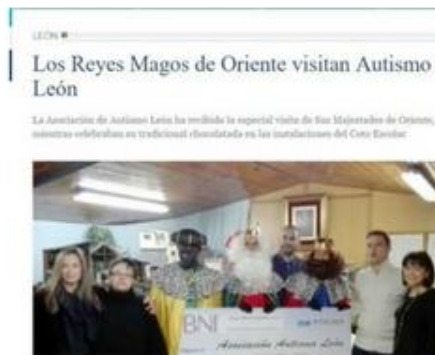 LEÓN
Los Reyes Magos de Oriente visitan Autismo
León
La Asociación de Autismo León ha recibido la especial visita de Sus Majestades de Oriente,
mientras celebraban su tradicional chocolatada en las instalaciones del Coto Escolar
BNI
Asociación Autismo León